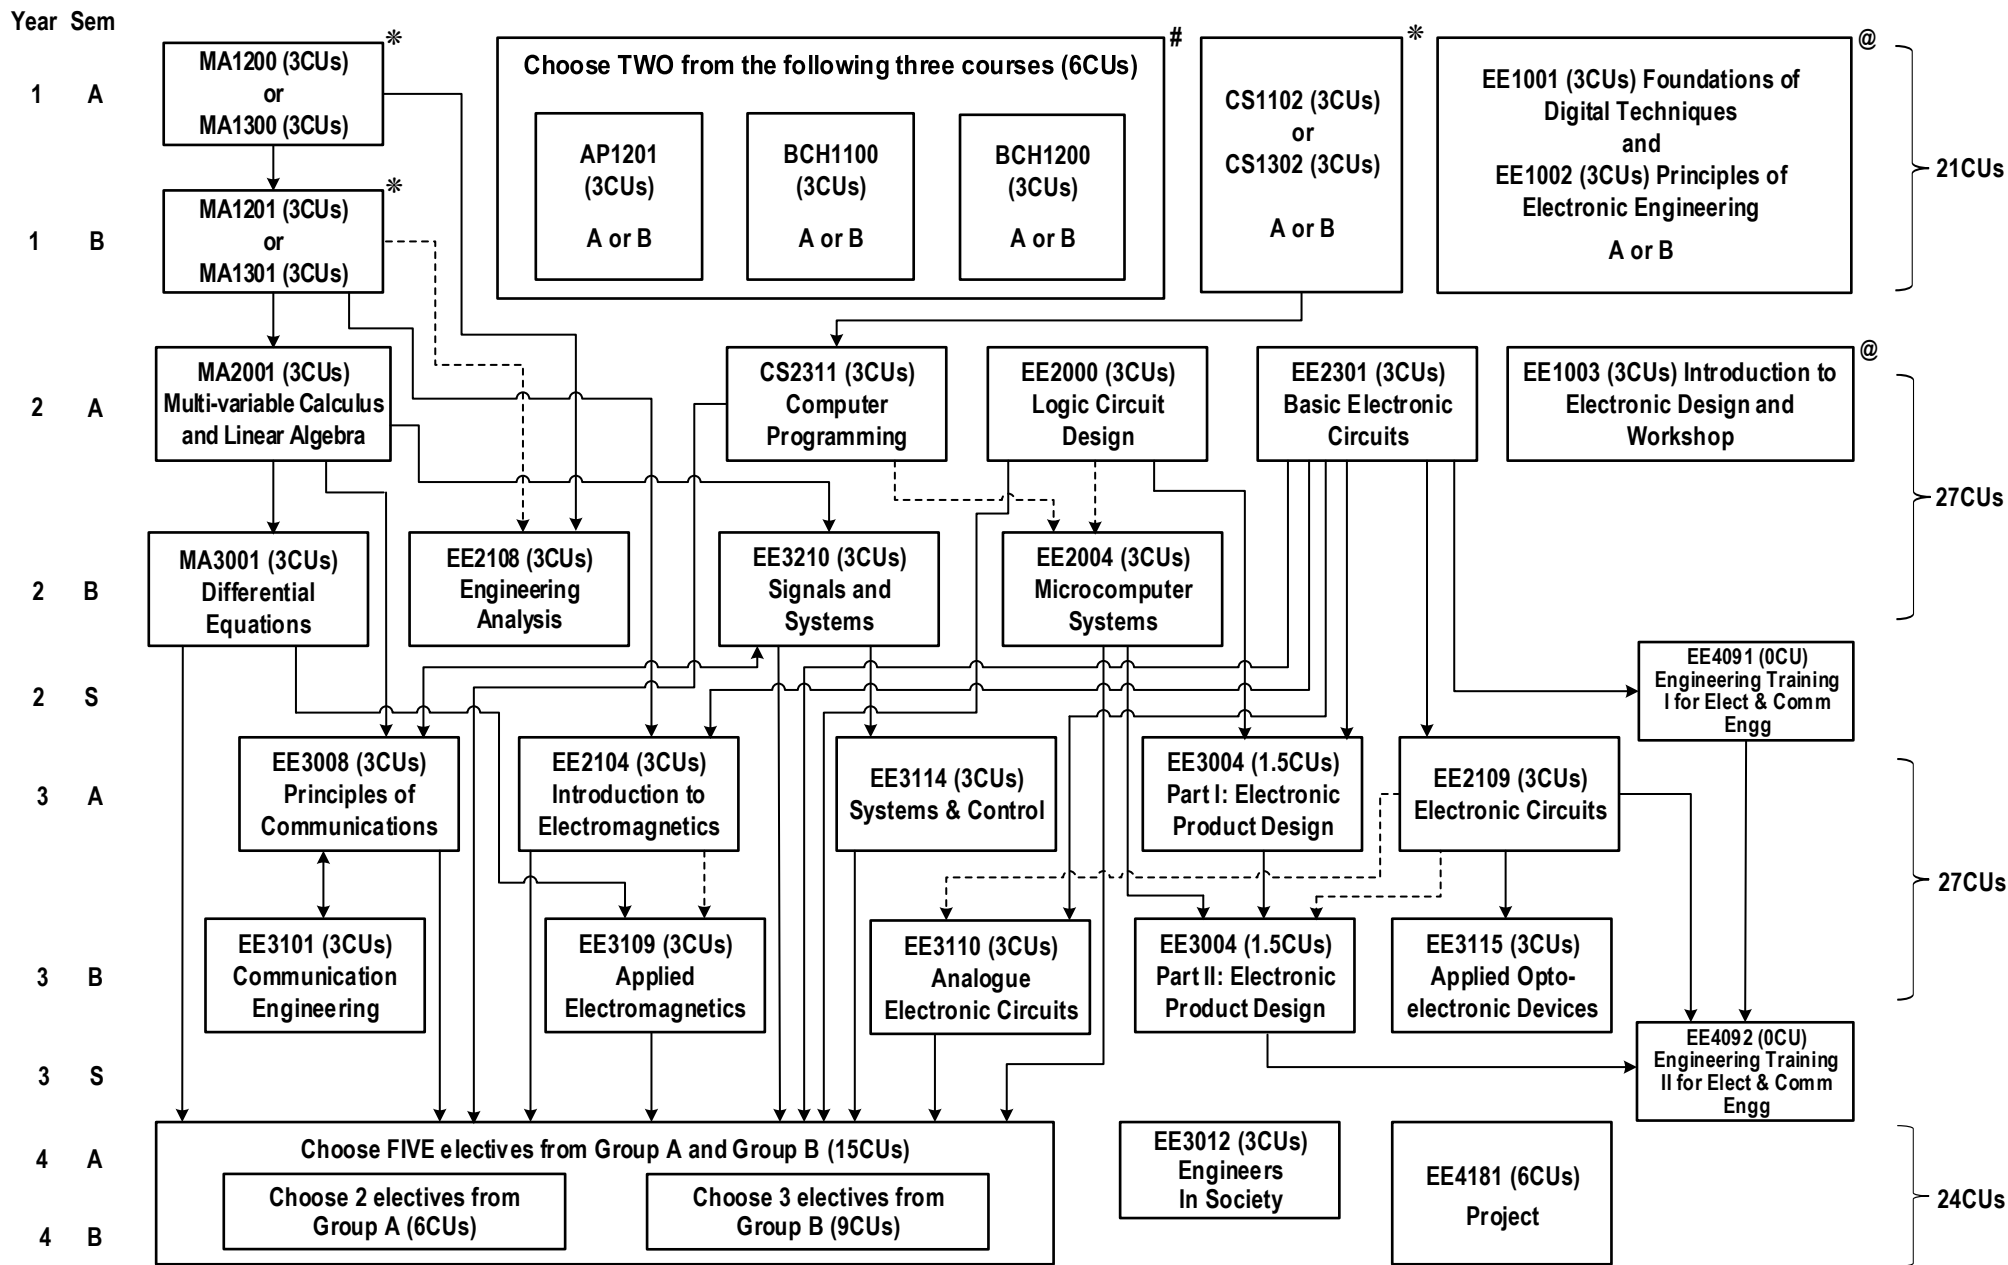 Year Sem
1 A
MA1200 (3CUs)
or
MA1300 (3CUs)
❋
Choose TWO from the following three courses (6CUs)
#
AP1201
(3CUs)
A or B
BCH1100
(3CUs)
A or B
BCH1200
(3CUs)
A or B
CS1102 (3CUs)
or
CS1302 (3CUs)
A or B
❋
EE1001 (3CUs) Foundations of
Digital Techniques
and
EE1002 (3CUs) Principles of
Electronic Engineering
A or B
@
21CUs
1 B
MA1201 (3CUs)
or
MA1301 (3CUs)
❋
2 A
MA2001 (3CUs)
Multi-variable Calculus
and Linear Algebra
CS2311 (3CUs)
Computer
Programming
EE2000 (3CUs)
Logic Circuit
Design
EE2301 (3CUs)
Basic Electronic
Circuits
EE1003 (3CUs) Introduction to
Electronic Design and
Workshop
@
27CUs
2 B
MA3001 (3CUs)
Differential
Equations
EE2108 (3CUs)
Engineering
Analysis
EE3210 (3CUs)
Signals and
Systems
EE2004 (3CUs)
Microcomputer
Systems
2 S
EE4091 (0CU)
Engineering Training
I for Elect & Comm
Engg
3 A
EE3008 (3CUs)
Principles of
Communications
EE2104 (3CUs)
Introduction to
Electromagnetics
EE3114 (3CUs)
Systems & Control
EE3004 (1.5CUs)
Part I: Electronic
Product Design
EE2109 (3CUs)
Electronic Circuits
27CUs
3 B
EE3101 (3CUs)
Communication
Engineering
EE3109 (3CUs)
Applied
Electromagnetics
EE3110 (3CUs)
Analogue
Electronic Circuits
EE3004 (1.5CUs)
Part II: Electronic
Product Design
EE3115 (3CUs)
Applied Opto-
electronic Devices
3 S
EE4092 (0CU)
Engineering Training
II for Elect & Comm
Engg
4 A
Choose FIVE electives from Group A and Group B (15CUs)
Choose 2 electives from
Group A (6CUs)
Choose 3 electives from
Group B (9CUs)
EE3012 (3CUs)
Engineers
In Society
EE4181 (6CUs)
Project
24CUs
4 B